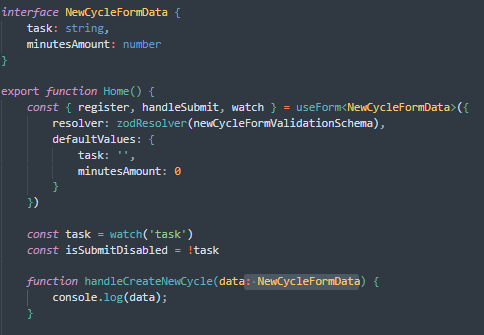 interface NewCycleFormData {
    task: string,
    minutesAmount: number
}

export function Home() {
    const { register, handleSubmit, watch } = useForm<NewCycleFormData>({
        resolver: zodResolver(newCycleFormValidationSchema),
        defaultValues: {
            task: '',
            minutesAmount: 0
        }
    })

    const task = watch('task')
    const isSubmitDisabled = !task

    function handleCreateNewCycle(data: NewCycleFormData) {
        console.log(data);
    }